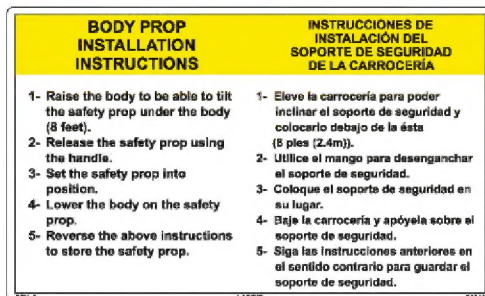 BODY PROP
INSTALLATION
INSTRUCTIONS
1- Raise the body to be able to tilt
the safety prop under the body
(8 feet).
2- Release the safety prop using
the handle.
3- Set the safety prop into
position.
4- Lower the body on the safety
prop.
5- Reverse the above instructions
to store the safety prop.
INSTRUCCIONES DE
INSTALACIÓN DEL
SOPORTE DE SEGURIDAD
DE LA CARROCERÍA
1- Eleve la carrocería para poder
inclinar el soporte de seguridad y
colocarlo debajo de la ésta
(8 pies (2.4m)).
2- Utilice el mango para desenganchar
el soporte de seguridad.
3- Coloque el soporte de seguridad en
su lugar.
4- Baje la carrocería y apóyela sobre el
soporte de seguridad.
5- Siga las instrucciones anteriores en
el sentido contrario para guardar el
soporte de seguridad.